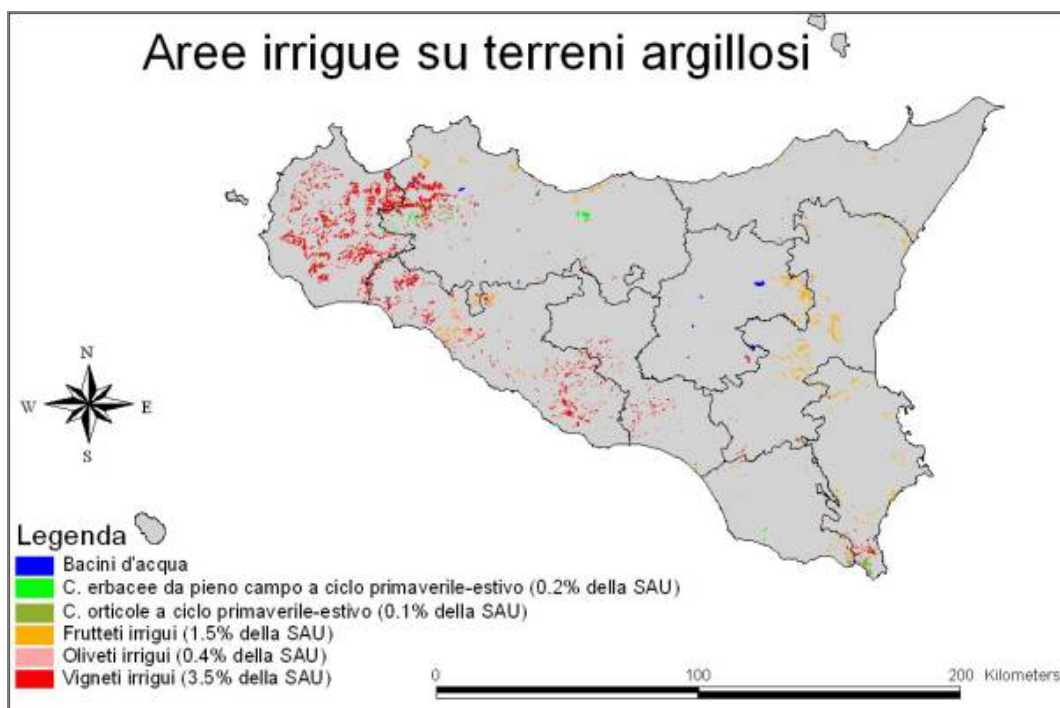 Aree irrigue su terreni argillosi
N
W E
S
Legenda
Bacini d'acqua
C. erbacee da pieno campo a ciclo primaverile-estivo (0.2% della SAU)
C. orticole a ciclo primaverile-estivo (0.1% della SAU)
Frutteti irrigui (1.5% della SAU)
Oliveti irrigui (0.4% della SAU)
Vigneti irrigui (3.5% della SAU)
0 100 200 Kilometers